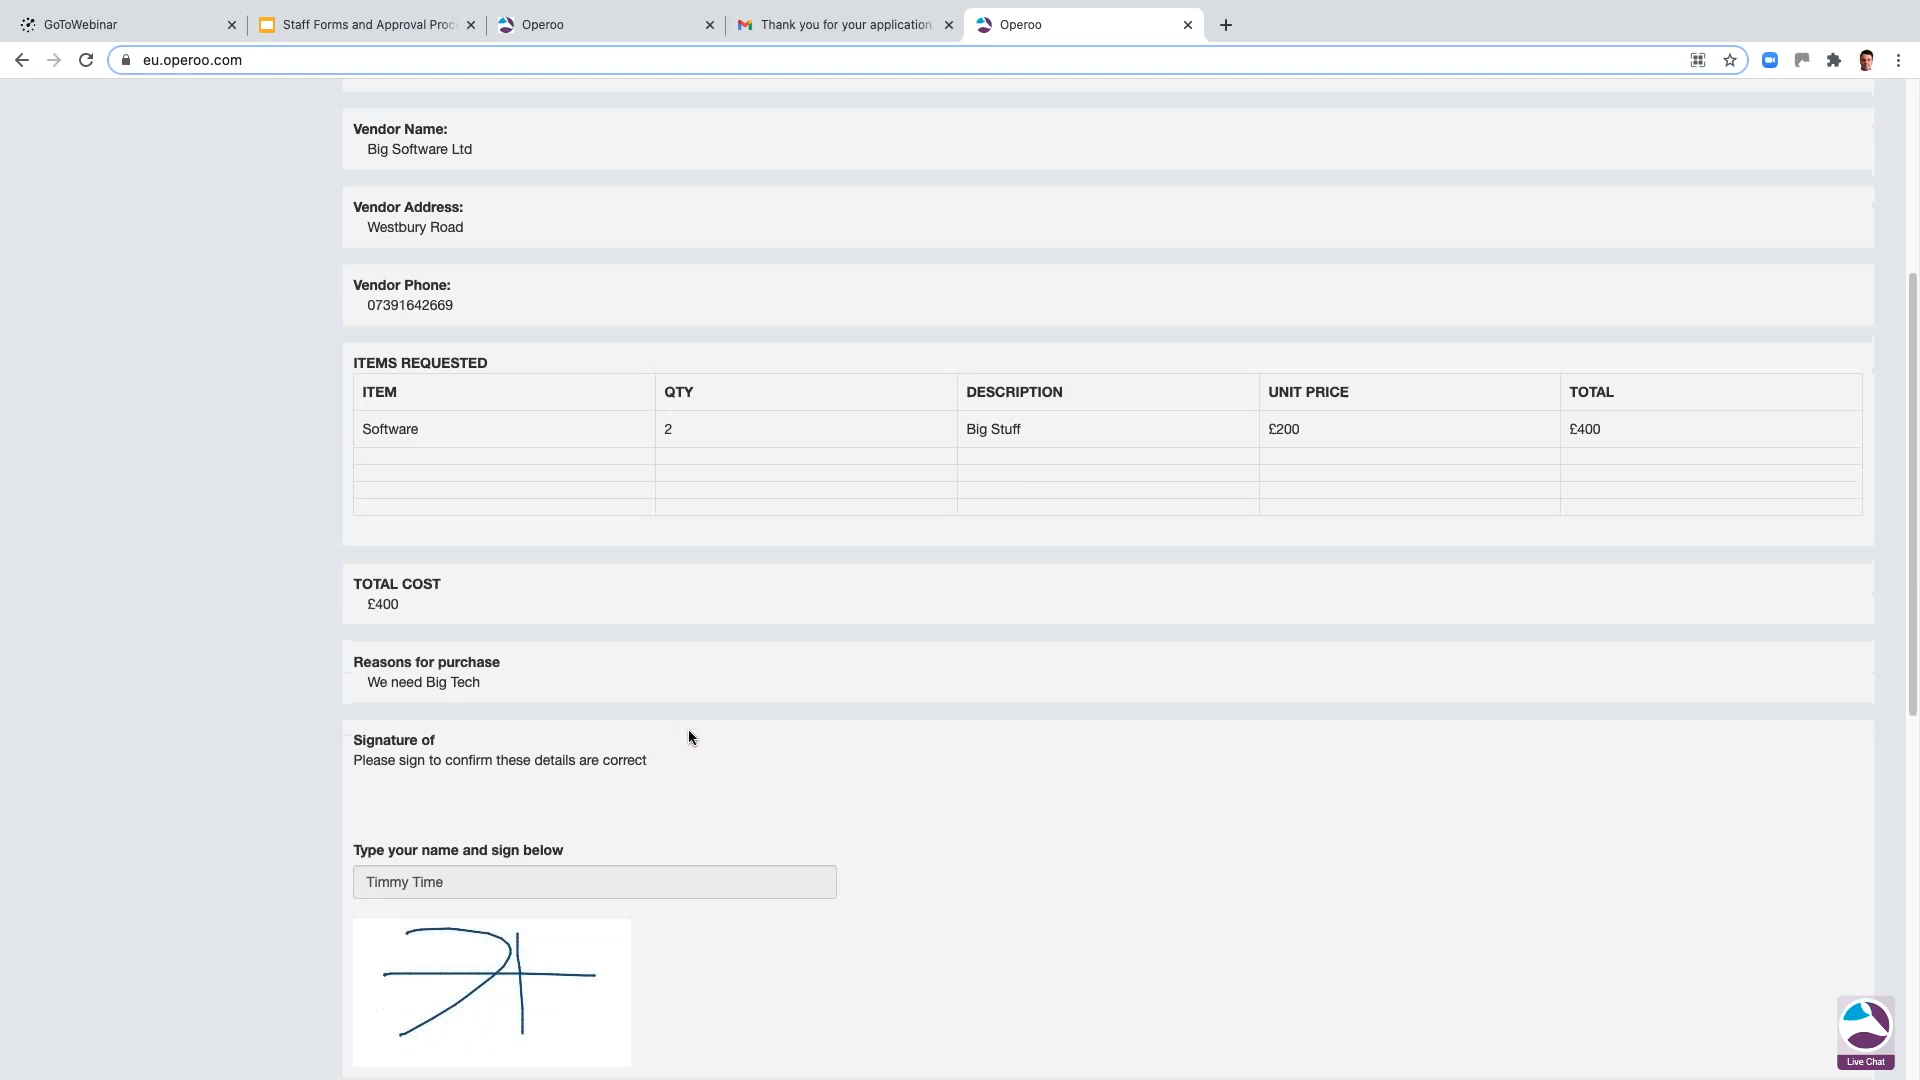 GoToWebinar
Staff Forms and Approval Proc
Operoo
Thank you for your application
Operoo
eu.operoo.com
Vendor Name:
Big Software Ltd
Vendor Address:
Westbury Road
Vendor Phone:
07391642669
ITEMS REQUESTED
ITEM QTY DESCRIPTION UNIT PRICE TOTAL
Software 2 Big Stuff £200 £400
TOTAL COST
£400
Reasons for purchase
We need Big Tech
Signature of
Please sign to confirm these details are correct
Type your name and sign below
Timmy Time
Live Chat